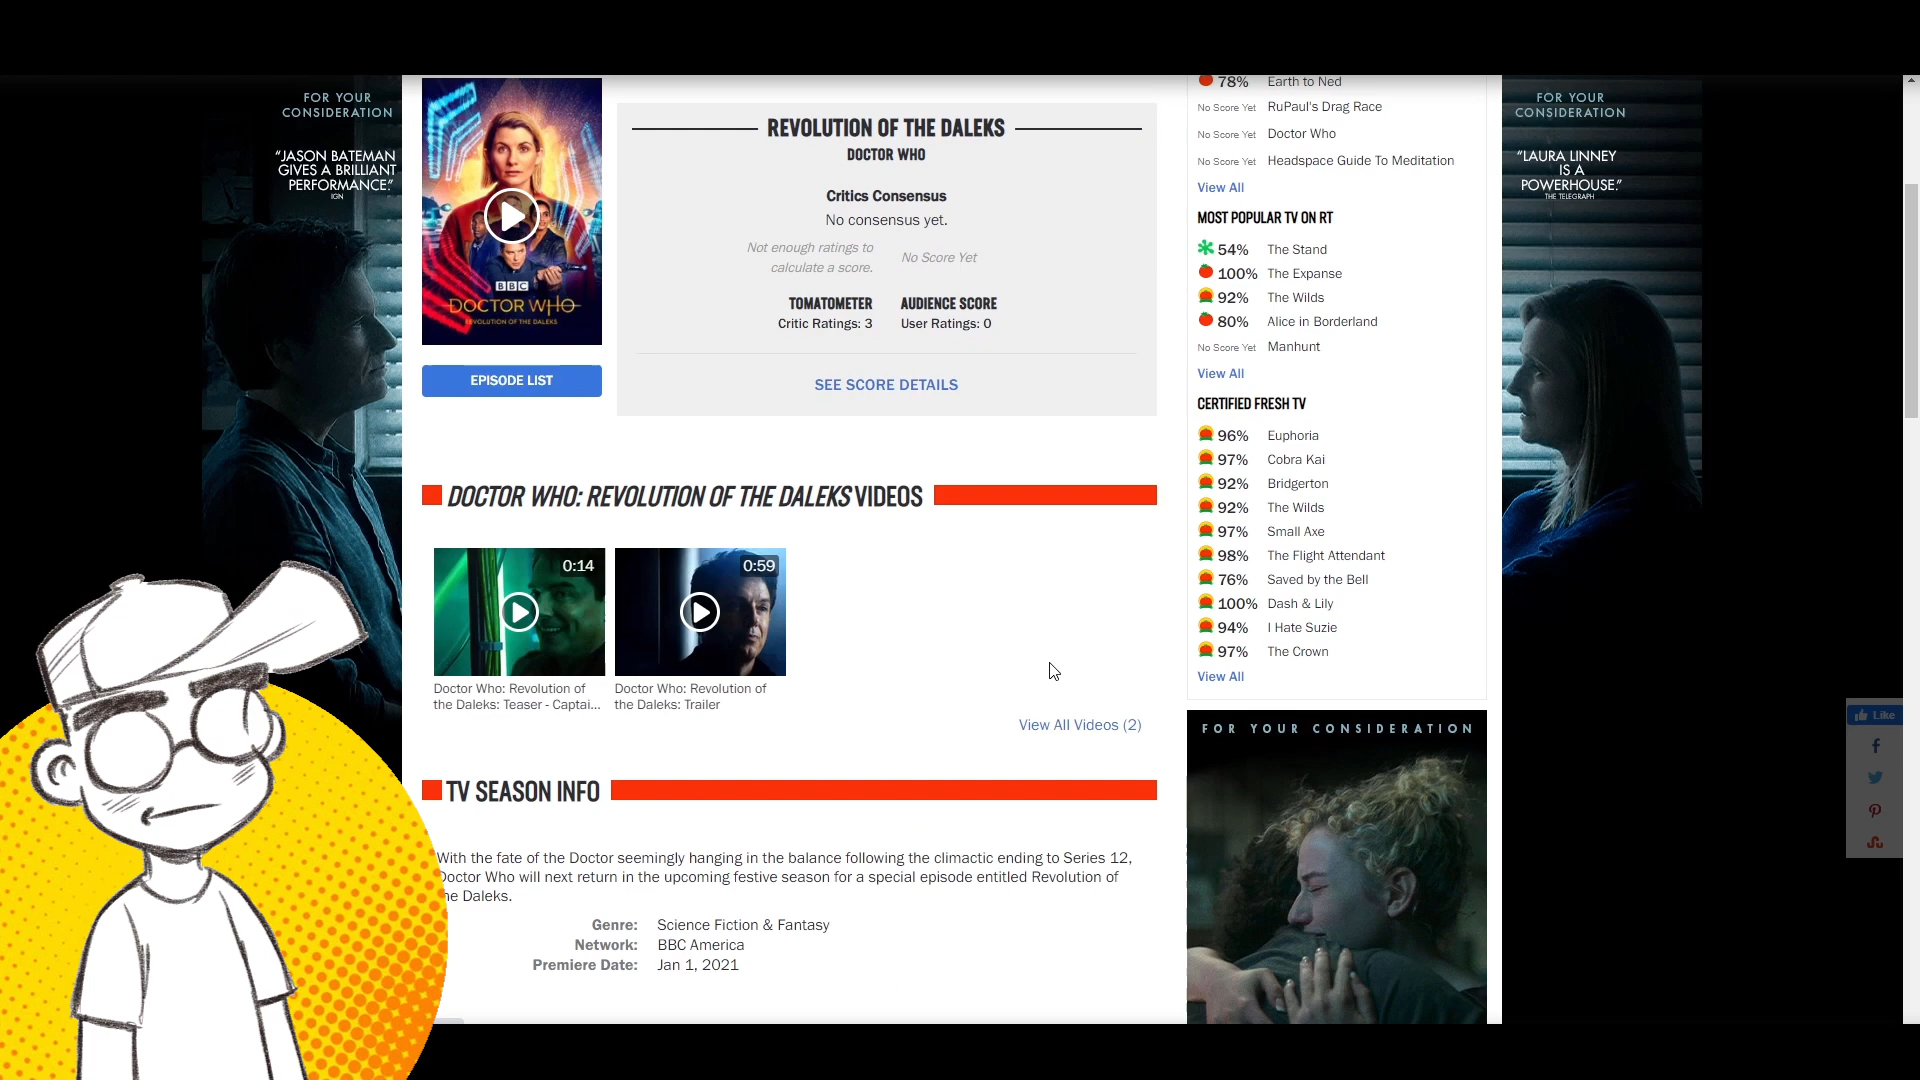 FOR YOUR
CONSIDERATION
"JASON BATEMAN
GIVES A BRILLIANT
PERFORMANCE."
IGN
BBC
DOCTOR WHO
REVOLUTION OF THE DALEKS
EPISODE LIST
REVOLUTION OF THE DALEKS
DOCTOR WHO
Critics Consensus
No consensus yet.
Not enough ratings to
calculate a score.
No Score Yet
TOMATOMETER
Critic Ratings: 3
AUDIENCE SCORE
User Ratings: 0
SEE SCORE DETAILS
DOCTOR WHO: REVOLUTION OF THE DALEKS VIDEOS
0:14
Doctor Who: Revolution of
the Daleks: Teaser - Captai...
0:59
Doctor Who: Revolution of
the Daleks: Trailer
View All Videos (2)
TV SEASON INFO
With the fate of the Doctor seemingly hanging in the balance following the climactic ending to Series 12,
Doctor Who will next return in the upcoming festive season for a special episode entitled Revolution of
he Daleks.
Genre: Science Fiction & Fantasy
Network: BBC America
Premiere Date: Jan 1, 2021
78% Earth to Ned
No Score Yet RuPaul's Drag Race
No Score Yet Doctor Who
No Score Yet Headspace Guide To Meditation
View All
MOST POPULAR TV ON RT
54% The Stand
100% The Expanse
92% The Wilds
80% Alice in Borderland
No Score Yet Manhunt
View All
CERTIFIED FRESH TV
96% Euphoria
97% Cobra Kai
92% Bridgerton
92% The Wilds
97% Small Axe
98% The Flight Attendant
76% Saved by the Bell
100% Dash & Lily
94% I Hate Suzie
97% The Crown
View All
FOR YOUR CONSIDERATION
FOR YOUR
CONSIDERATION
"LAURA LINNEY
IS A
POWERHOUSE."
THE TELEGRAPH
Like